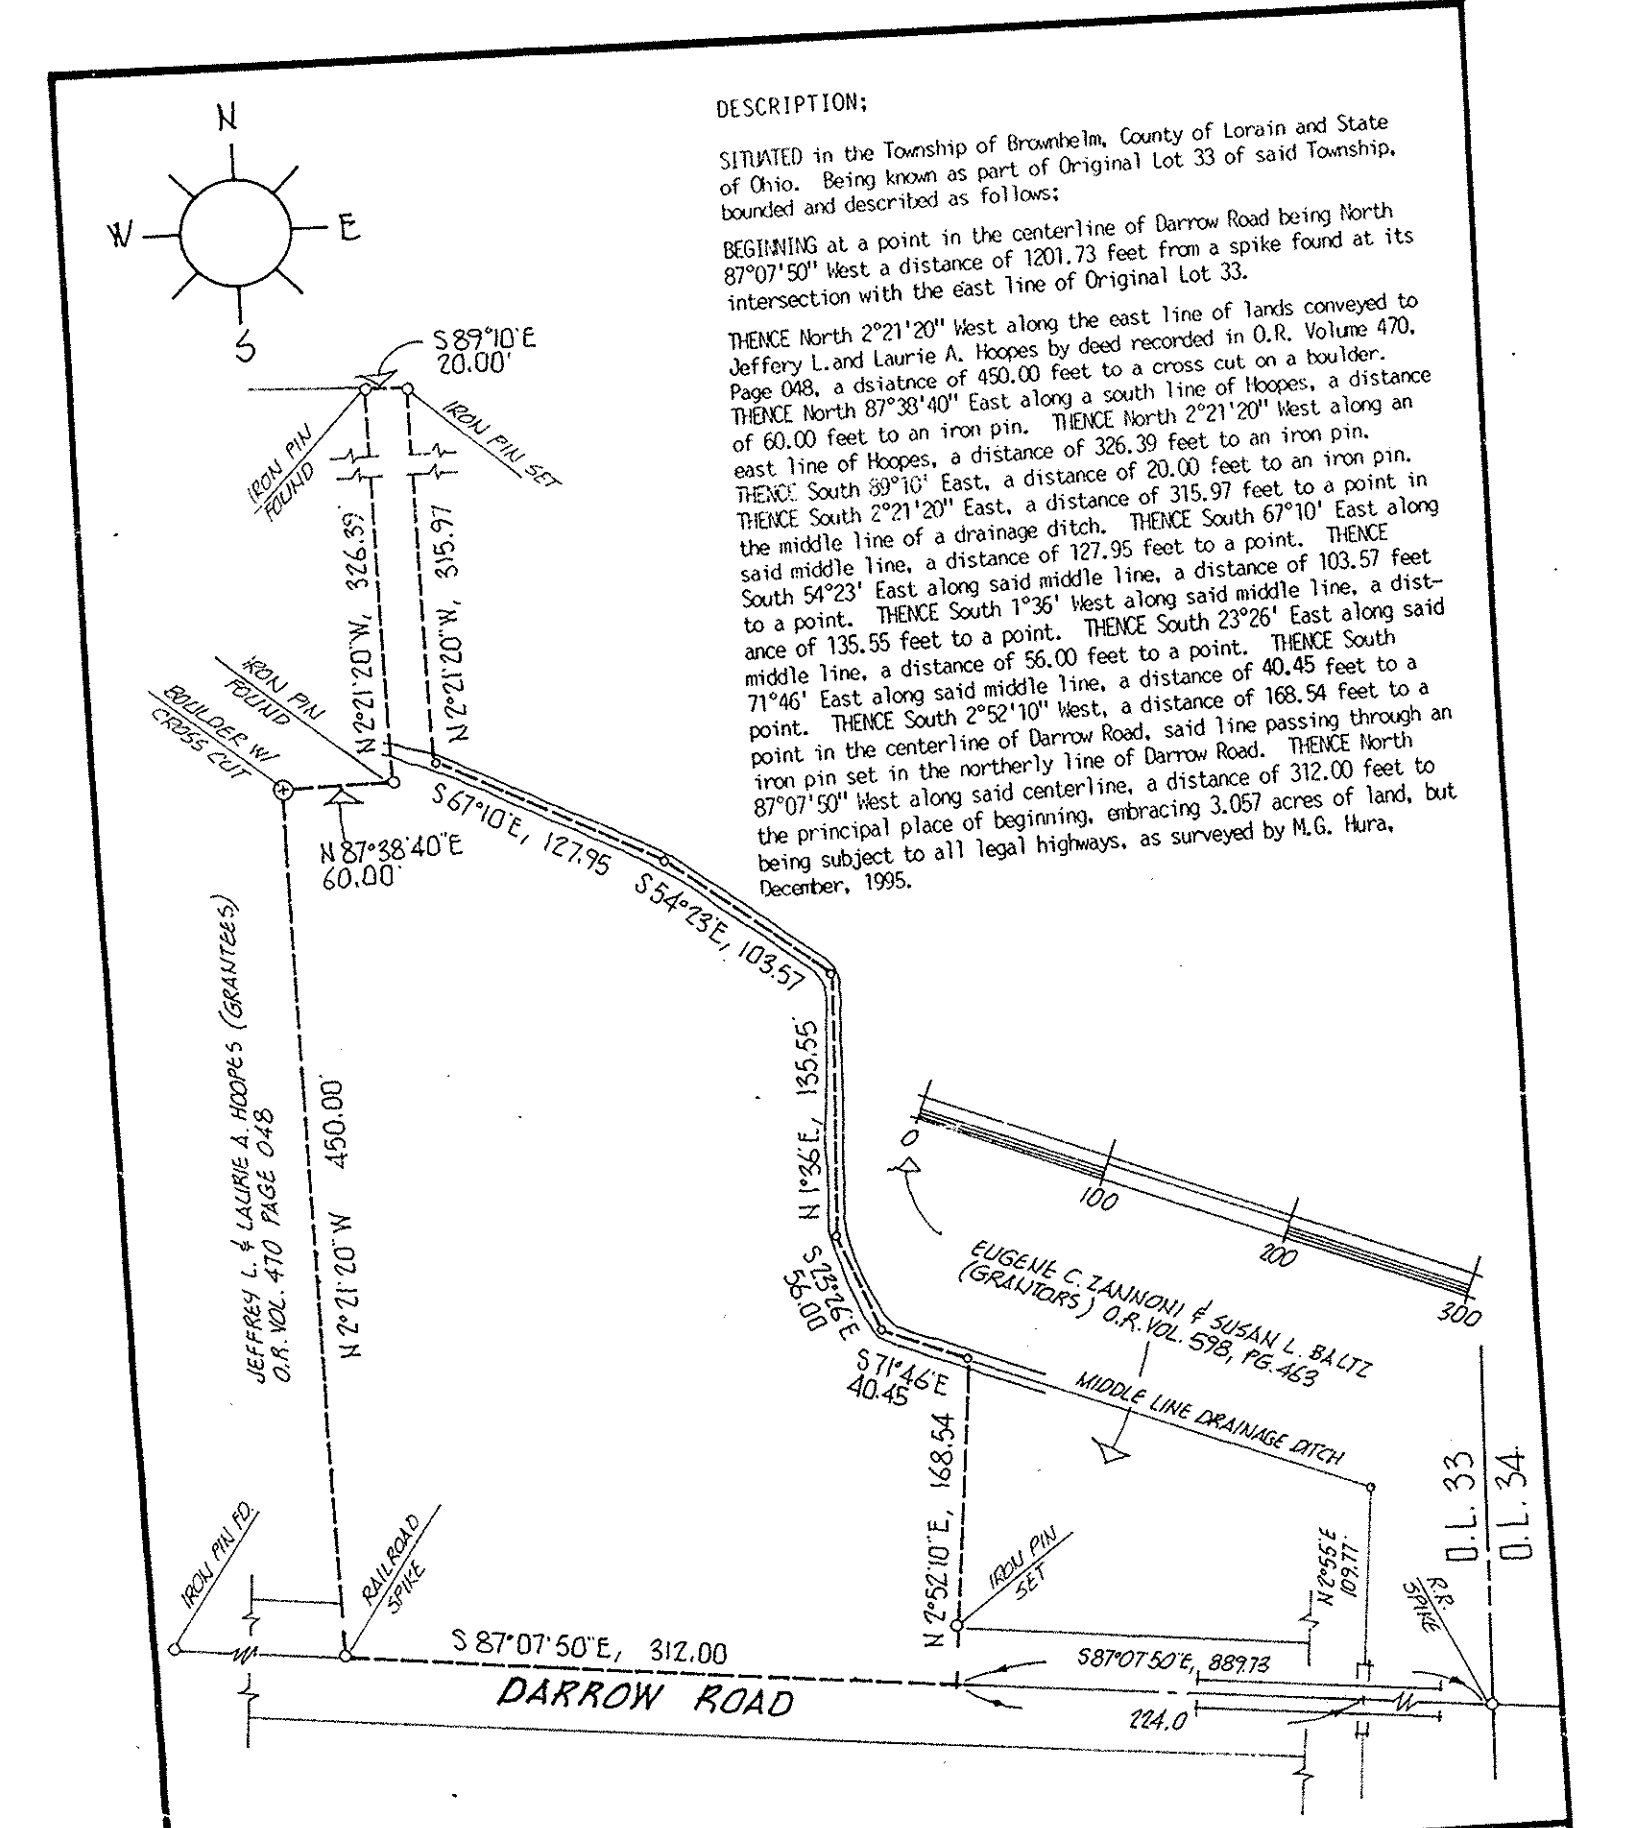 DESCRIPTION;
SITUATED in the Township of Brownhelm, County of Lorain and State
of Ohio. Being known as part of Original Lot 33 of said Township,
bounded and described as follows;
BEGINNING at a point in the centerline of Darrow Road being North
87°07'50" West a distance of 1201.73 feet from a spike found at its
intersection with the east line of Original Lot 33.
THENCE North 2°21'20" West along the east line of lands conveyed to
Jeffery L.and Laurie A. Hoopes by deed recorded in O.R. Volume 470,
Page 048, a dsiatnce of 450.00 feet to a cross cut on a boulder.
THENCE North 87°38'40" East along a south line of Hoopes, a distance
of 60.00 feet to an iron pin. THENCE North 2°21'20" West along an
east line of Hoopes, a distance of 326.39 feet to an iron pin.
THENCE South 89°10' East, a distance of 20.00 feet to an iron pin.
THENCE South 2°21'20" East, a distance of 315.97 feet to a point in
the middle line of a drainage ditch. THENCE South 67°10' East along
said middle line, a distance of 127.95 feet to a point. THENCE
South 54°23' East along said middle line, a distance of 103.57 feet
to a point. THENCE South 1°36' West along said middle line, a dist-
ance of 135.55 feet to a point. THENCE South 23°26' East along said
middle line, a distance of 56.00 feet to a point. THENCE South
71°46' East along said middle line, a distance of 40.45 feet to a
point. THENCE South 2°52'10" West, a distance of 168.54 feet to a
point in the centerline of Darrow Road, said line passing through an
iron pin set in the northerly line of Darrow Road. THENCE North
87°07'50" West along said centerline, a distance of 312.00 feet to
the principal place of beginning, embracing 3.057 acres of land, but
being subject to all legal highways, as surveyed by M.G. Hura,
December, 1995.
N
W
E
S
S 89°10'E
20.00'
IRON PIN
FOUND
IRON PIN SET
N 2°21'20"W, 326.39'
N 2°21'20"W, 315.97
IRON PIN
FOUND
BOULDER W/
CROSS CUT
N 87°38'40"E
60.00'
S 67°10'E, 127.95
S 54°23'E, 103.57
N 1°36'E, 135.55'
S 23°26'E
56.00
S 71°46'E
40.45
JEFFREY L. & LAURIE A. HOOPES (GRANTEES)
O.R. VOL. 470 PAGE 048
N 2°21'20"W 450.00'
0
100
200
300
EUGENE C. ZANNONI & SUSAN L. BALTZ
(GRANTORS) O.R. VOL. 598, PG. 463
MIDDLE LINE DRAINAGE DITCH
N 2°52'10"E, 168.54
IRON PIN
SET
N 2°55'E
109.77'
O.L. 33
O.L. 34
R.R.
SPIKE
IRON PIN FD.
RAILROAD
SPIKE
S 87°07'50"E, 312.00
S 87°07'50"E, 889.73
224.0
DARROW ROAD